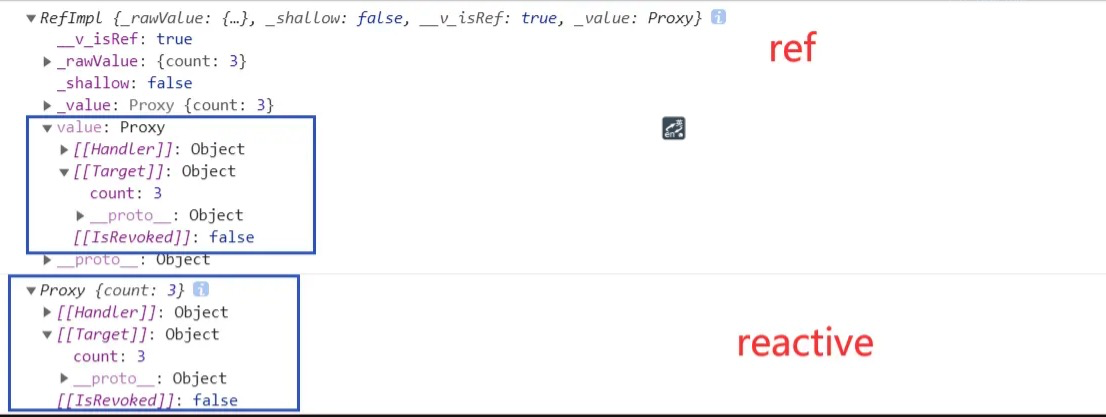 RefImpl {_rawValue: {…}, _shallow: false, __v_isRef: true, _value: Proxy} i
ref
__v_isRef: true
_rawValue: {count: 3}
_shallow: false
_value: Proxy {count: 3}
value: Proxy
[[Handler]]: Object
[[Target]]: Object
count: 3
__proto__: Object
[[IsRevoked]]: false
__proto__: Object
英
en
Proxy {count: 3} i
[[Handler]]: Object
[[Target]]: Object
reactive
count: 3
__proto__: Object
[[IsRevoked]]: false